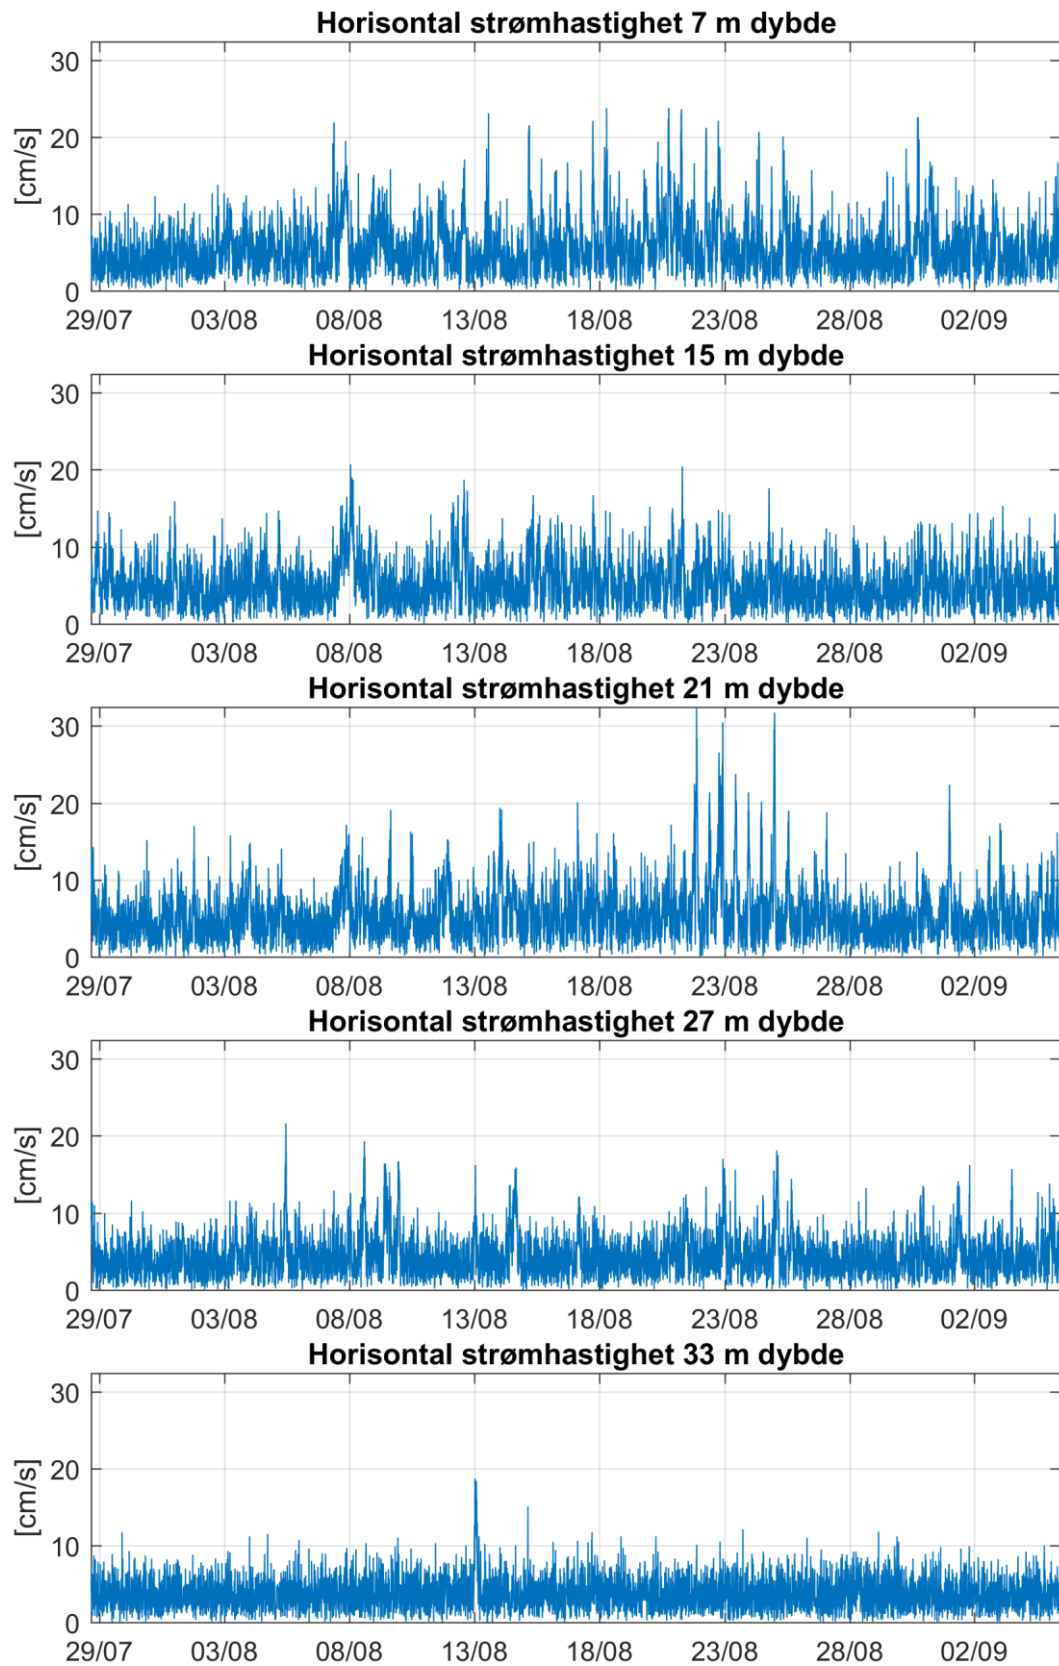 Horisontal strømhastighet 7 m dybde
30
20
10
0
[cm/s]
29/07 03/08 08/08 13/08 18/08 23/08 28/08 02/09
Horisontal strømhastighet 15 m dybde
30
20
10
0
[cm/s]
29/07 03/08 08/08 13/08 18/08 23/08 28/08 02/09
Horisontal strømhastighet 21 m dybde
30
20
10
0
[cm/s]
29/07 03/08 08/08 13/08 18/08 23/08 28/08 02/09
Horisontal strømhastighet 27 m dybde
30
20
10
0
[cm/s]
29/07 03/08 08/08 13/08 18/08 23/08 28/08 02/09
Horisontal strømhastighet 33 m dybde
30
20
10
0
[cm/s]
29/07 03/08 08/08 13/08 18/08 23/08 28/08 02/09